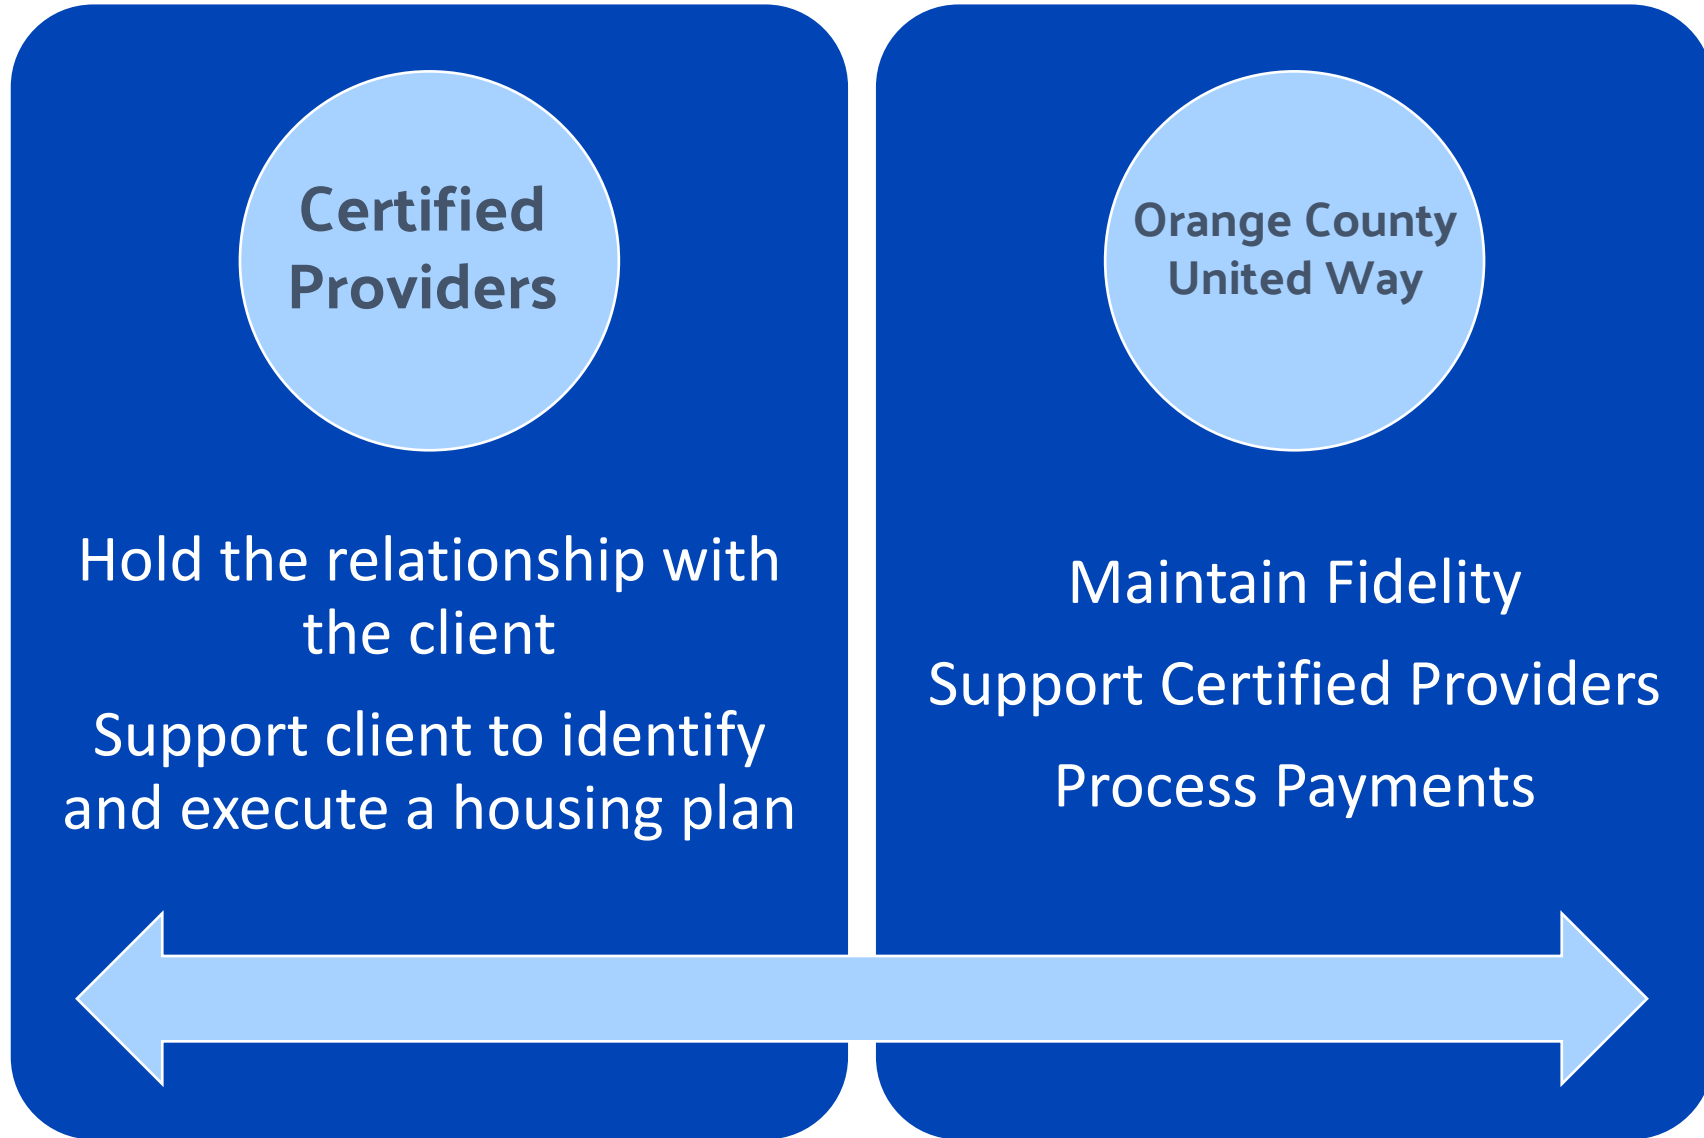 Certified
Providers
Hold the relationship with
the client
Support client to identify
and execute a housing plan
Orange County
United Way
Maintain Fidelity
Support Certified Providers
Process Payments